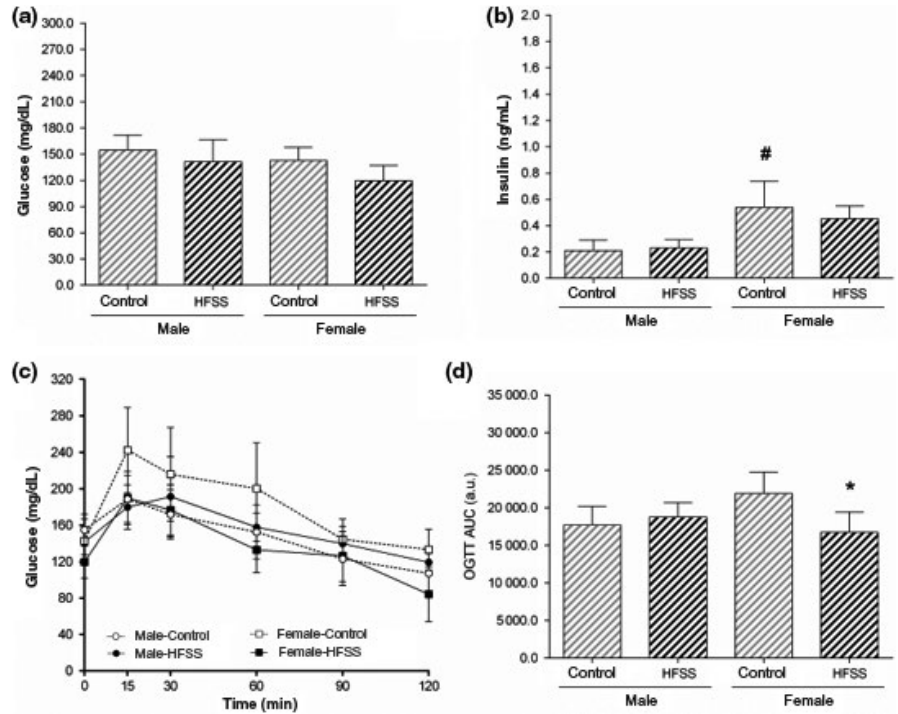 (a)
300.0
270.0
240.0
210.0
180.0
150.0
120.0
90.0
60.0
30.0
0.0
Glucose (mg/dL)
Control HFSS Control HFSS
Male Female
(b)
2.0
1.8
1.6
1.4
1.2
1.0
0.8
0.6
0.4
0.2
0.0
Insulin (ng/mL)
#
Control HFSS Control HFSS
Male Female
(c)
320
280
240
200
160
120
80
40
0
Glucose (mg/dL)
Male-Control Female-Control
Male-HFSS Female-HFSS
0 15 30 60 90 120
Time (min)
(d)
40 000.0
35 000.0
30 000.0
25 000.0
20 000.0
15 000.0
10 000.0
5 000.0
0.0
OGTT AUC (a.u.)
*
Control HFSS Control HFSS
Male Female